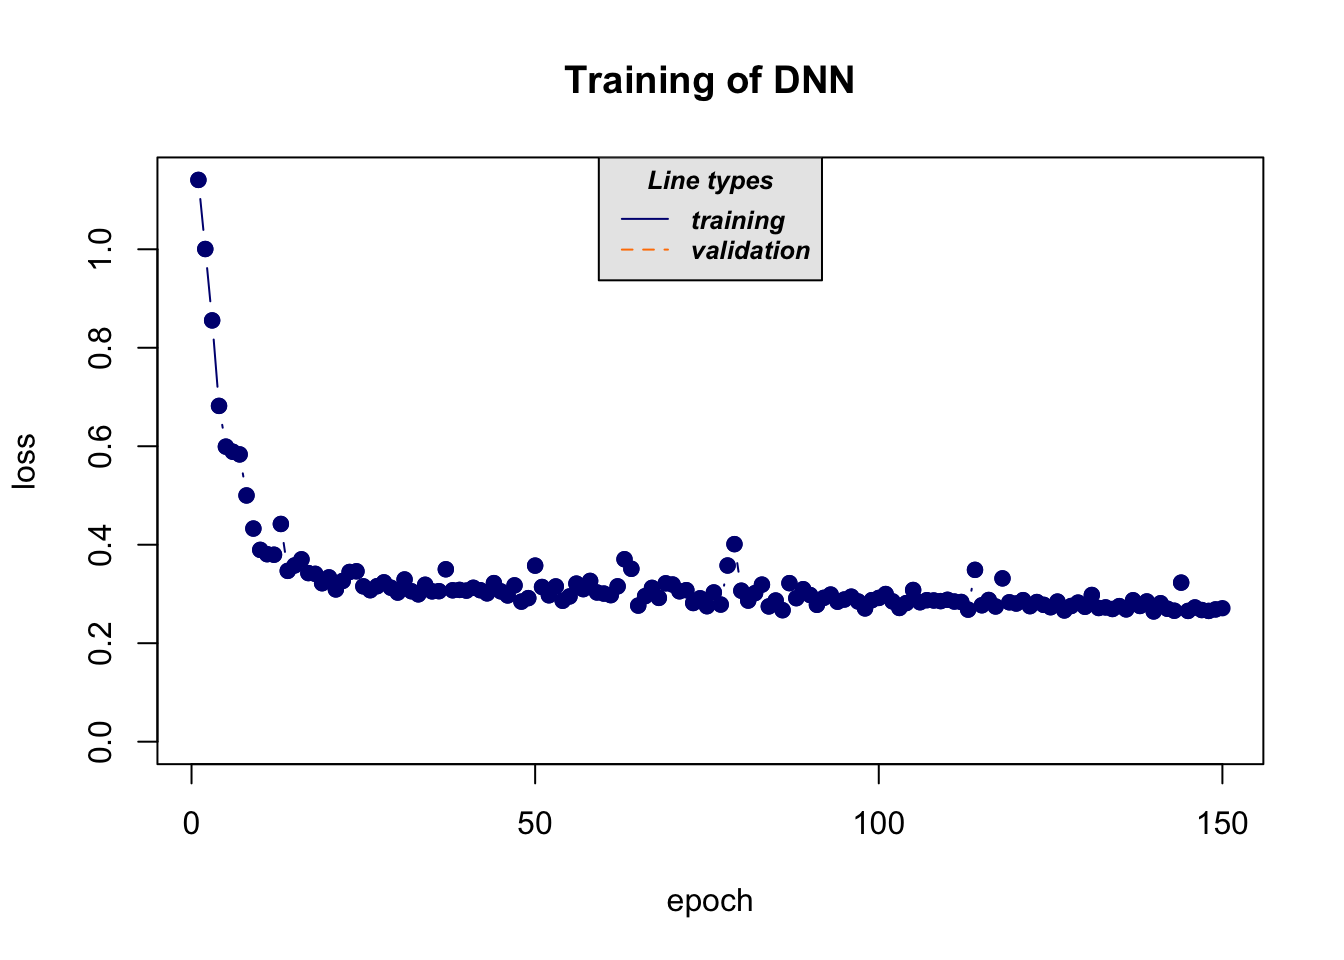 Training of DNN
Line types
training
validation
loss
1.0
0.8
0.6
0.4
0.2
0.0
0 50 100 150
epoch